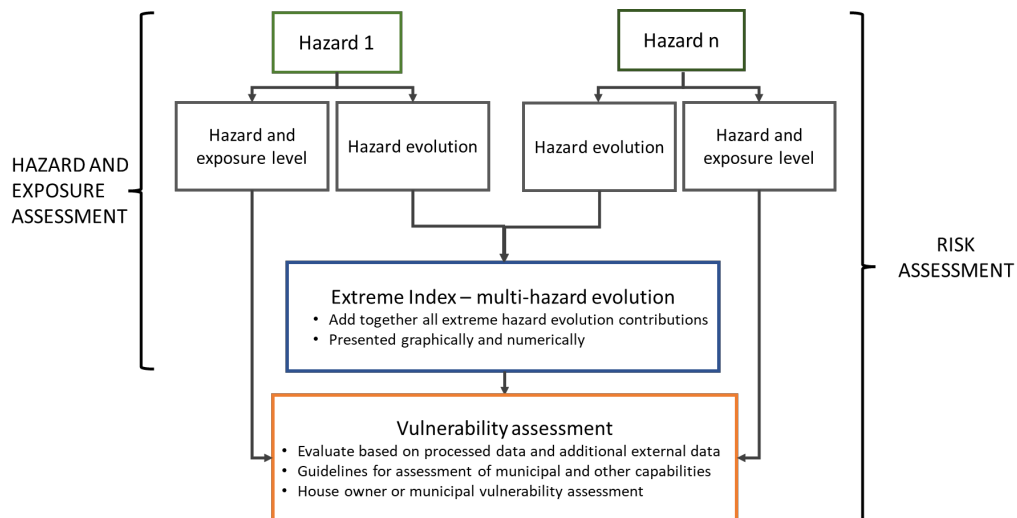 Hazard 1
Hazard n
Hazard and
exposure level
Hazard evolution
Hazard evolution
Hazard and
exposure level
HAZARD AND
EXPOSURE
ASSESSMENT
RISK
ASSESSMENT
Extreme Index – multi-hazard evolution
• Add together all extreme hazard evolution contributions
• Presented graphically and numerically
Vulnerability assessment
• Evaluate based on processed data and additional external data
• Guidelines for assessment of municipal and other capabilities
• House owner or municipal vulnerability assessment